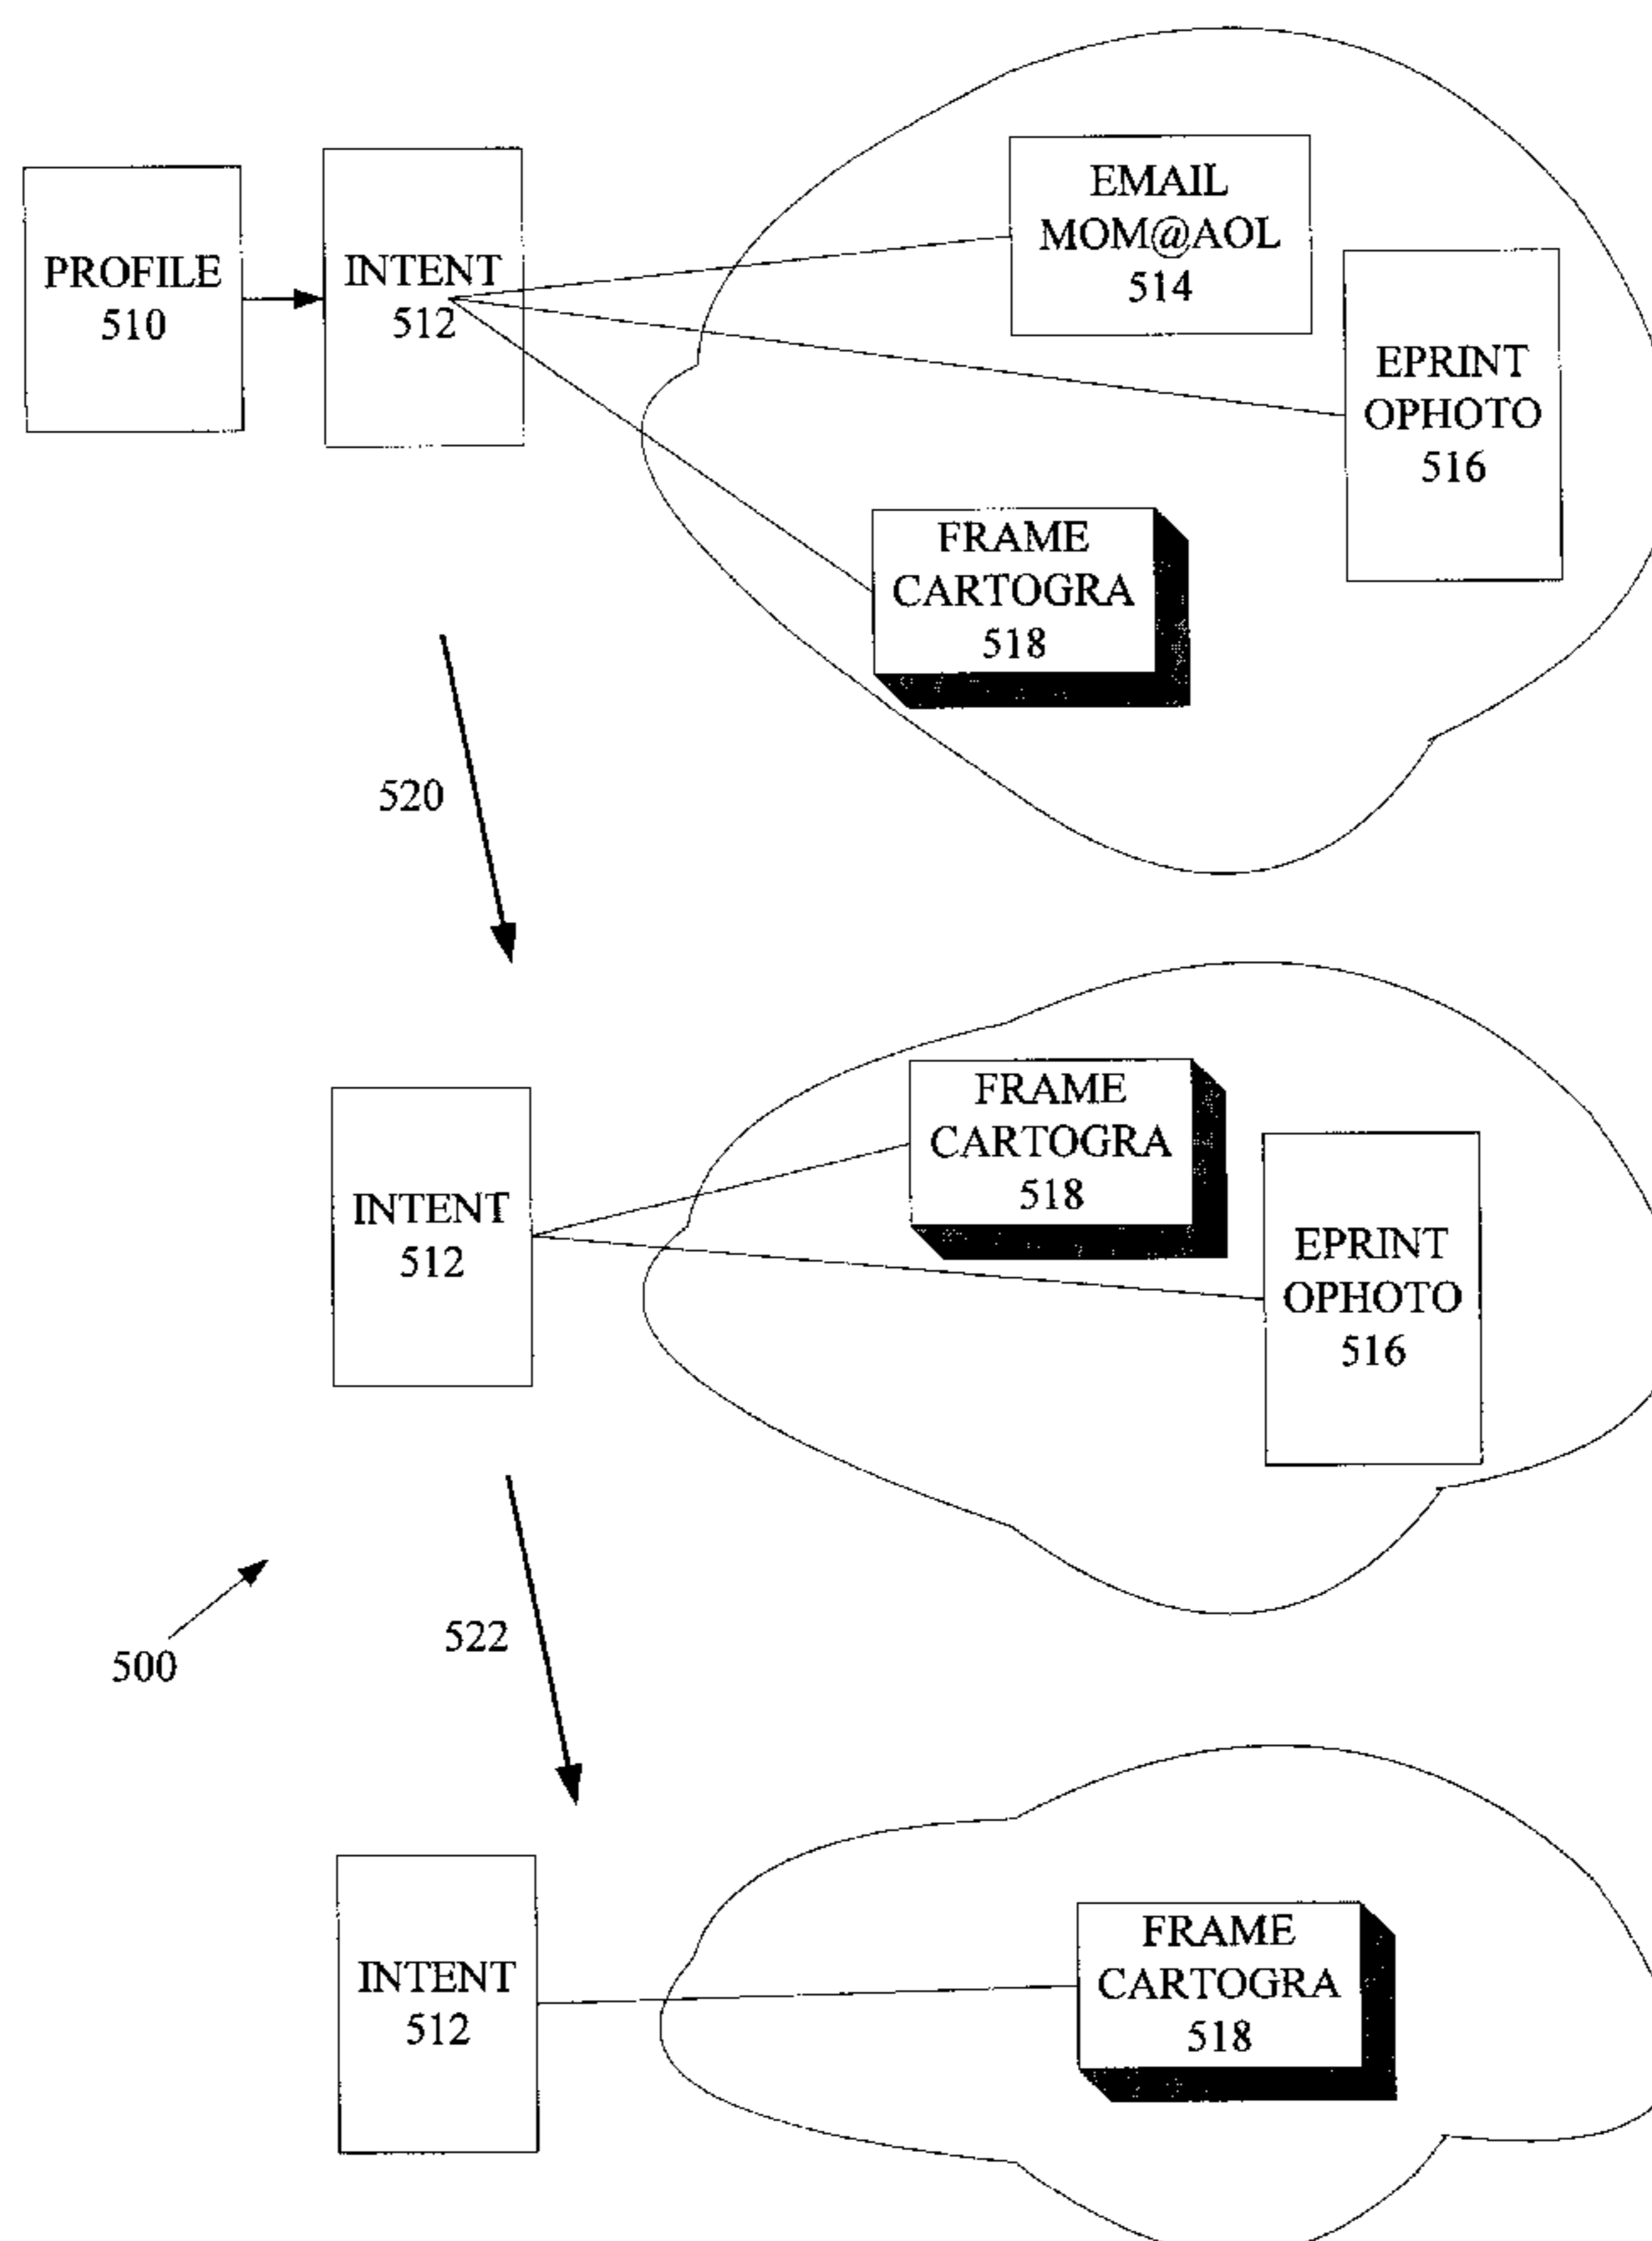 PROFILE
510
INTENT
512
EMAIL
MOM@AOL
514
EPRINT
OPHOTO
516
FRAME
CARTOGRA
518
520
INTENT
512
FRAME
CARTOGRA
518
EPRINT
OPHOTO
516
500
522
INTENT
512
FRAME
CARTOGRA
518